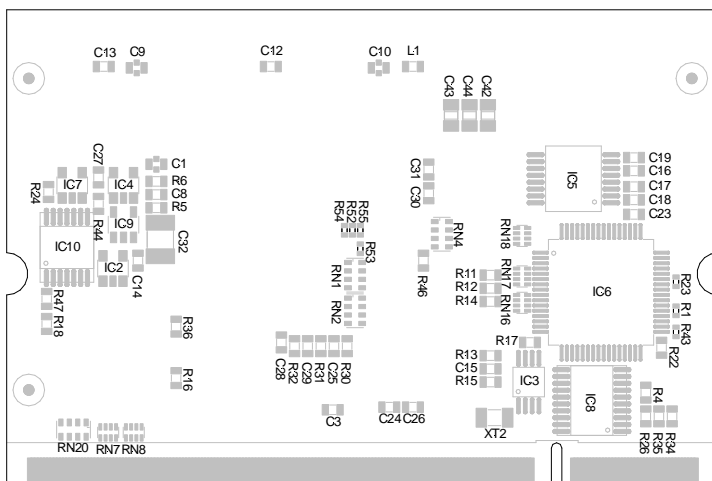 C13
C9
C12
C10
L1
C43
C44
C42
C27
C1
R6
C8
R5
IC7
IC4
R24
R44
IC9
IC10
C32
IC2
C14
R47
R18
R36
R16
C31
C30
IC5
C19
C16
C17
C18
C23
R54
R52
R55
R53
RN4
RN18
RN1
R46
R11
R12
R14
RN17
RN16
IC6
R23
R1
R43
R22
RN2
C28
R32
C29
R31
C25
R30
R17
R13
C15
R15
IC3
IC8
R4
C3
C24
C26
XT2
R26
R35
R34
RN20
RN7
RN8